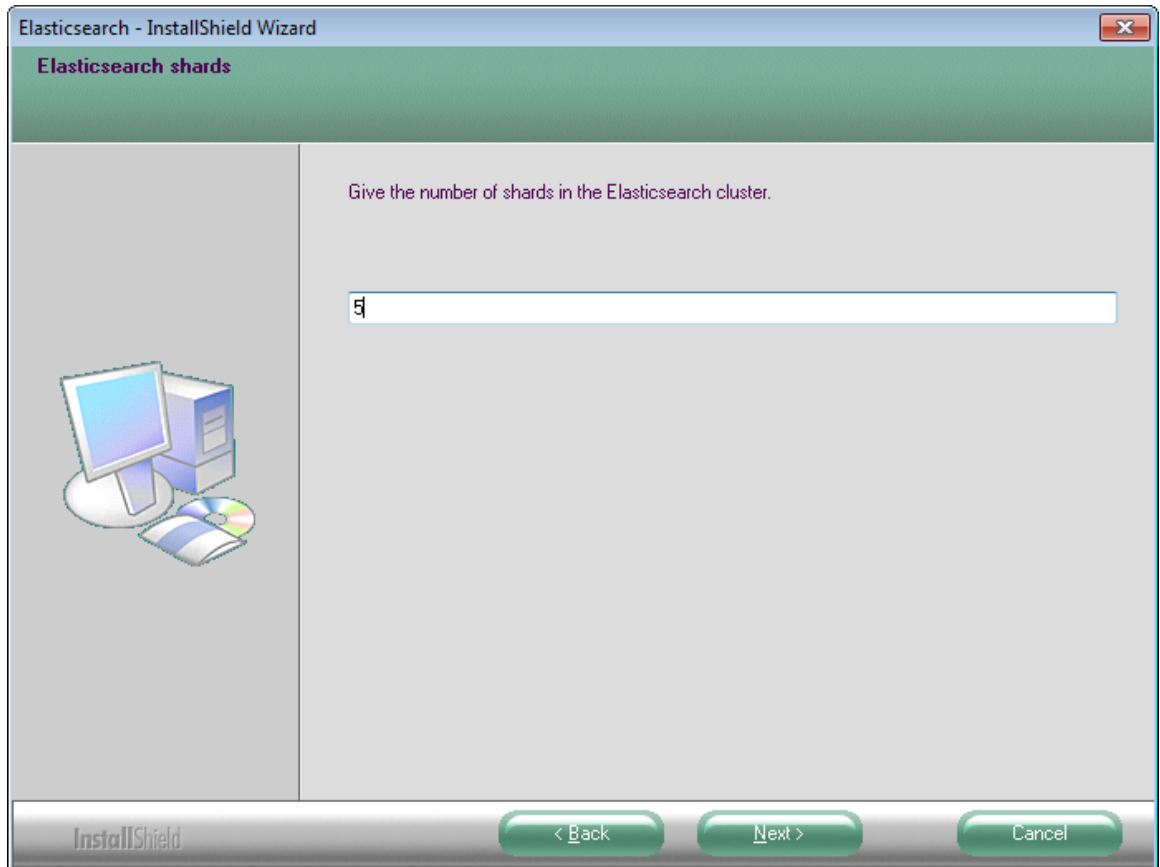 Elasticsearch - InstallShield Wizard
Elasticsearch shards
Give the number of shards in the Elasticsearch cluster.
5
InstallShield
< Back
Next >
Cancel